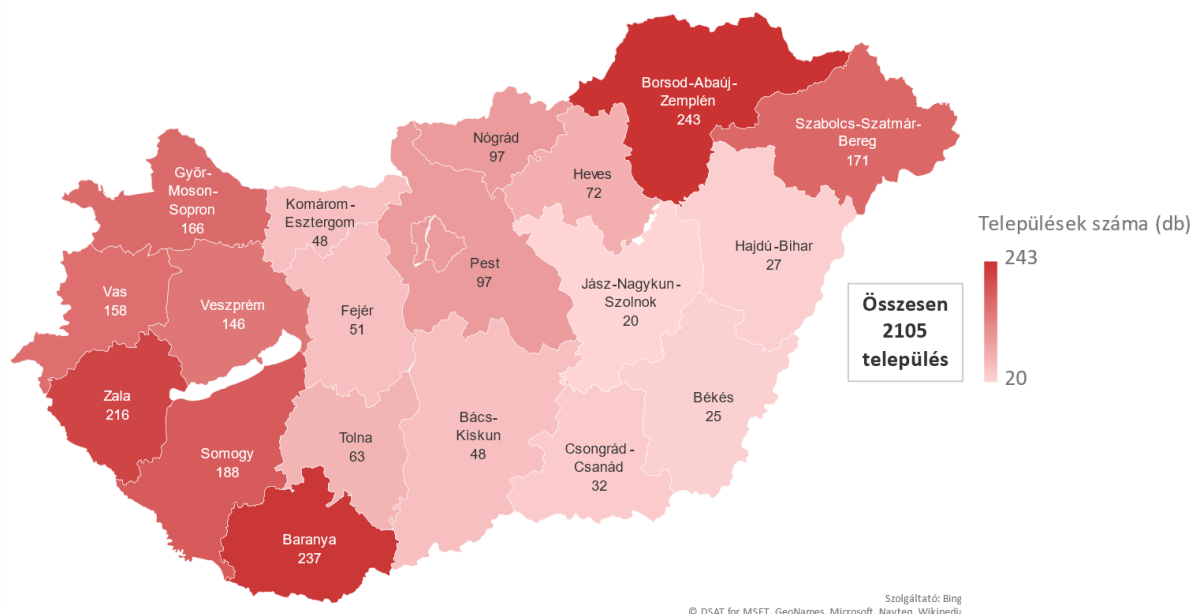 Borsod-Abaúj-
Zemplén
243
Szabolcs-Szatmár-
Bereg
171
Nógrád
97
Heves
72
Győr-
Moson-
Sopron
166
Komárom-
Esztergom
48
Pest
97
Hajdú-Bihar
27
Jász-Nagykun-
Szolnok
20
Vas
158
Veszprém
146
Fejér
51
Zala
216
Somogy
188
Tolna
63
Bács-
Kiskun
48
Csongrád-
Csanád
32
Békés
25
Baranya
237
Települések száma (db)
243
20
Összesen
2105
település
Szolgáltató: Bing
© DSAT for MSFT, GeoNames, Microsoft, Navteq, Wikipedia